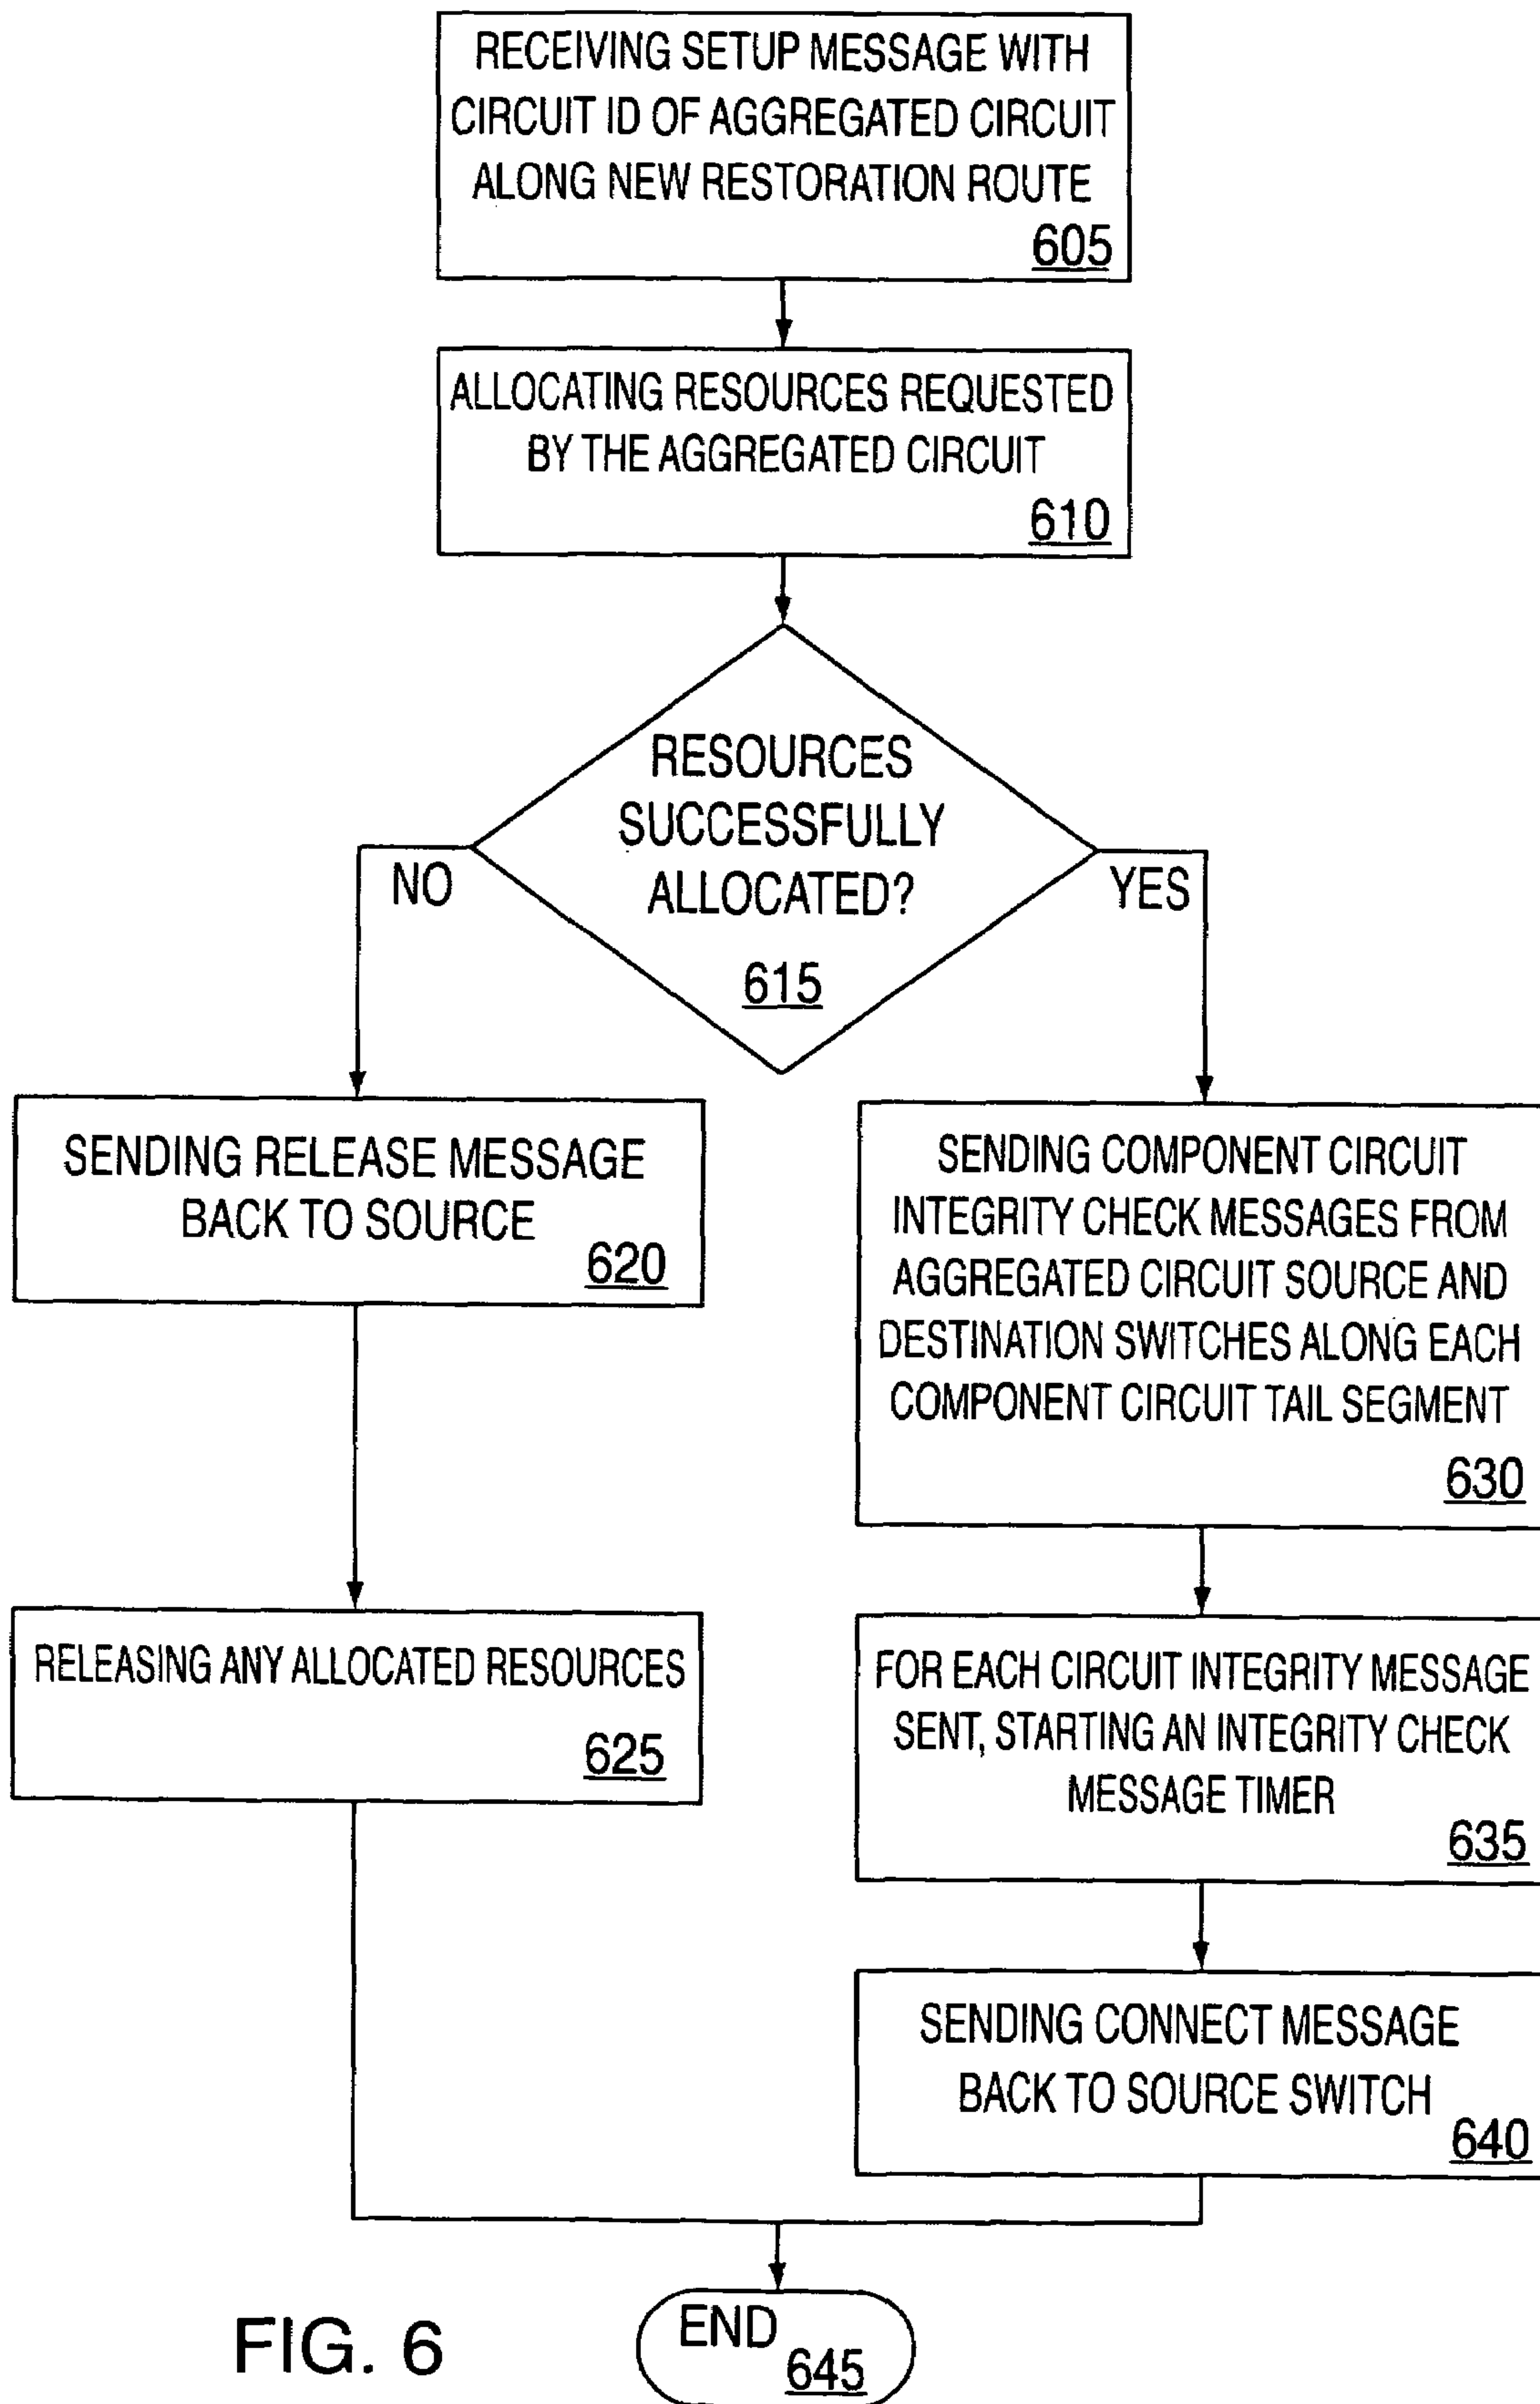 RECEIVING SETUP MESSAGE WITH
CIRCUIT ID OF AGGREGATED CIRCUIT
ALONG NEW RESTORATION ROUTE
605
ALLOCATING RESOURCES REQUESTED
BY THE AGGREGATED CIRCUIT
610
RESOURCES
SUCCESSFULLY
ALLOCATED?
615
NO
YES
SENDING RELEASE MESSAGE
BACK TO SOURCE
620
RELEASING ANY ALLOCATED RESOURCES
625
SENDING COMPONENT CIRCUIT
INTEGRITY CHECK MESSAGES FROM
AGGREGATED CIRCUIT SOURCE AND
DESTINATION SWITCHES ALONG EACH
COMPONENT CIRCUIT TAIL SEGMENT
630
FOR EACH CIRCUIT INTEGRITY MESSAGE
SENT, STARTING AN INTEGRITY CHECK
MESSAGE TIMER
635
SENDING CONNECT MESSAGE
BACK TO SOURCE SWITCH
640
END
645
FIG. 6